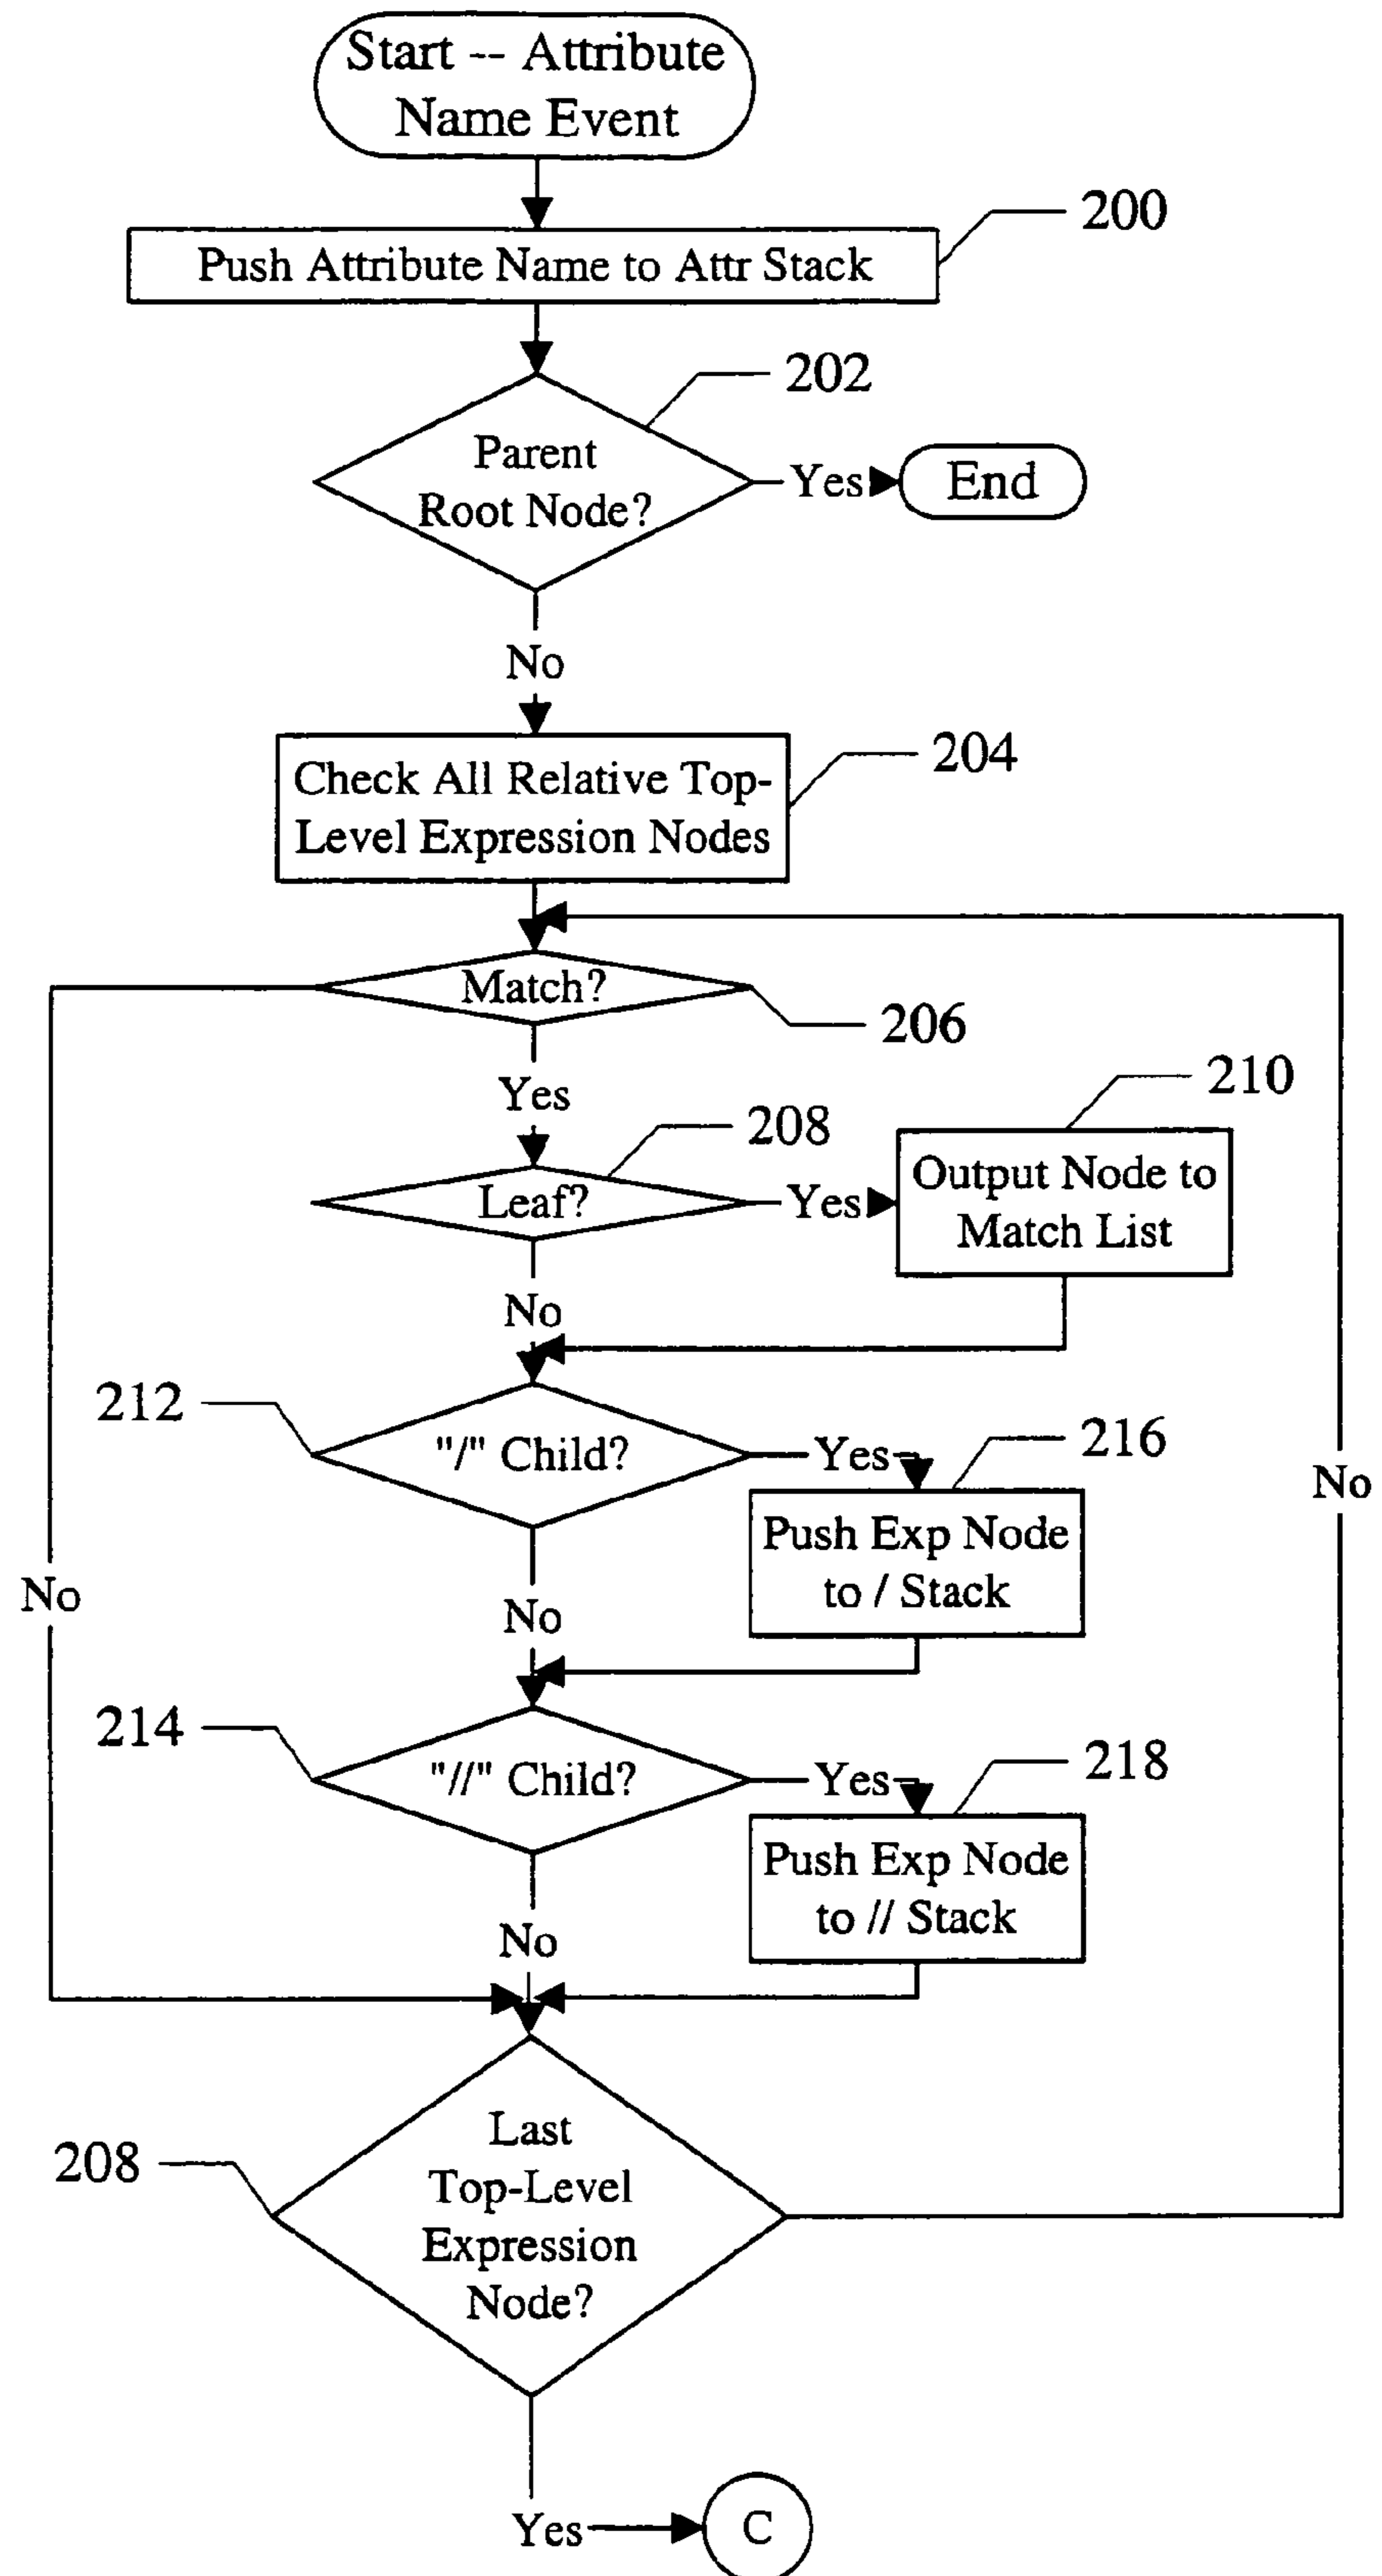 Start -- Attribute
Name Event
200
Push Attribute Name to Attr Stack
202
Parent
Root Node?
Yes
End
No
204
Check All Relative Top-
Level Expression Nodes
Match?
206
Yes
210
208
Leaf?
Yes
Output Node to
Match List
No
212
"/" Child?
Yes
216
Push Exp Node
to / Stack
No
No
No
214
"//" Child?
Yes
218
Push Exp Node
to // Stack
No
208
Last
Top-Level
Expression
Node?
Yes
C